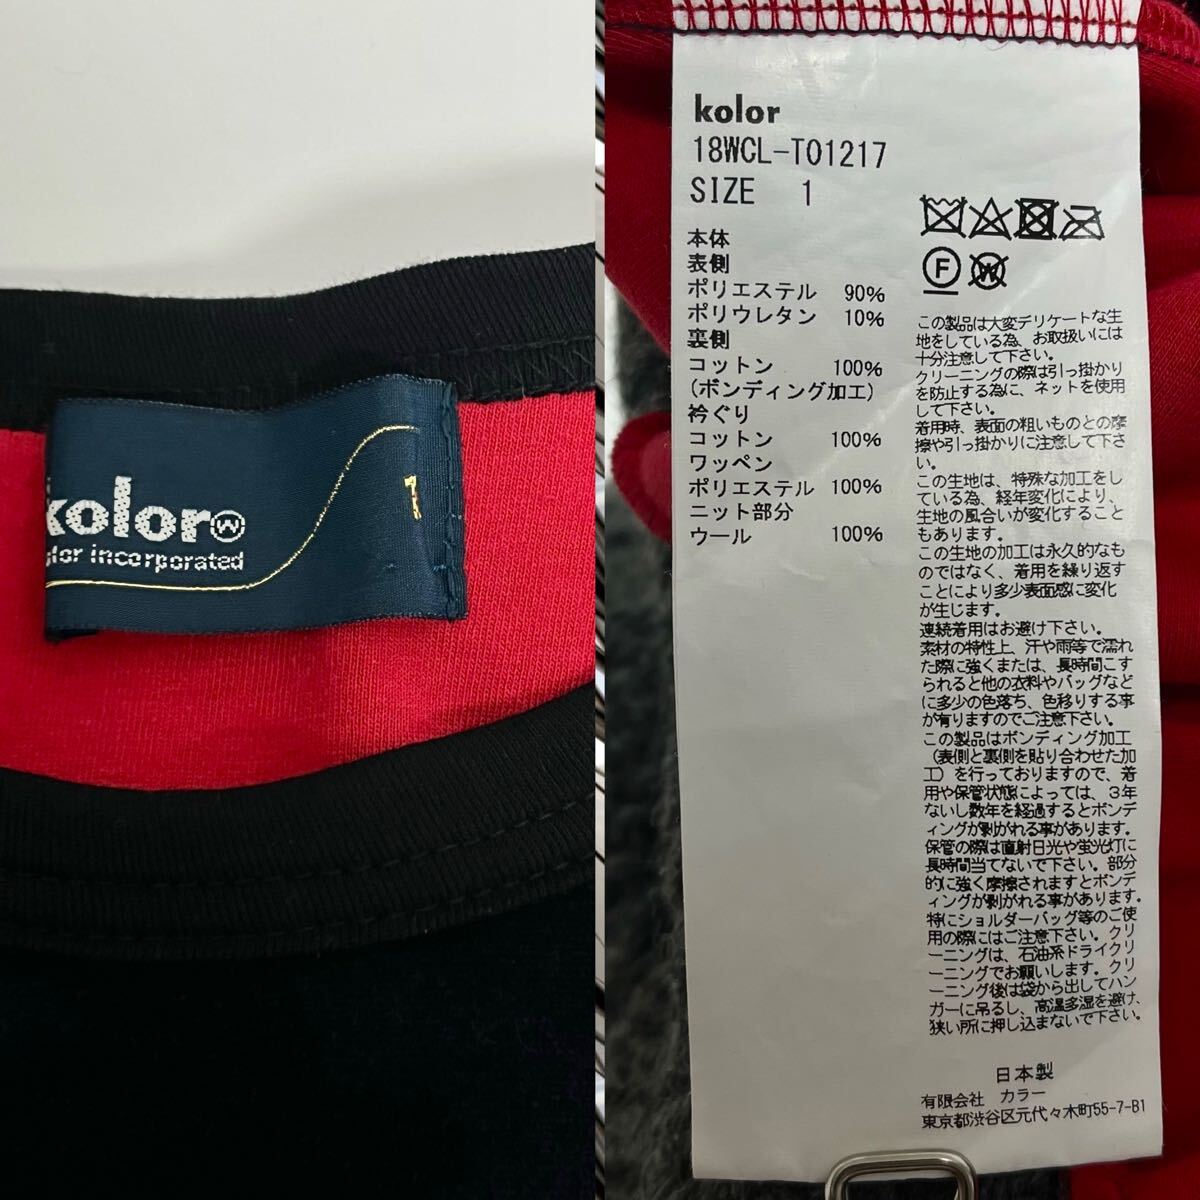 kolor
olor incorporated
1
kolor
18WCL-T01217
SIZE 1
本体
表側
ポリエステル 90%
ポリウレタン 10%
裏側
コットン 100%
(ボンディング加工)
衿ぐり
コットン 100%
ワッペン
ポリエステル 100%
ニット部分
ウール 100%
F
W
この製品は大変デリケートな生
地をしている為、お取扱いには
十分注意して下さい。
クリーニングの際は引っ掛かり
を防止する為に、ネットを使用
して下さい。
着用時、表面の粗いものとの摩
擦や引っ掛かりに注意して下さ
い。
この生地は、特殊な加工をし
ている為、経年変化により、
生地の風合いが変化すること
もあります。
この生地の加工は永久的なも
のではなく、着用を繰り返す
ことにより多少表面感に変化
が生じます。
連続着用はお避け下さい。
素材の特性上、汗や雨等で濡れ
た際に強くまたは、長時間こす
られると他の衣料やバッグなど
に多少の色落ち、色移りする事
が有りますのでご注意下さい。
この製品はボンディング加工
(表側と裏側を貼り合わせた加
工)を行っておりますので、着
用や保管状態によっては、3年
ないし数年を経過するとボンデ
ィングが剥がれる事があります。
保管の際は直射日光や蛍光灯に
長時間当てないで下さい。部分
的に強く摩擦されますとボンデ
ィングが剥がれる事があります。
特にショルダーバッグ等のご使
用の際にはご注意下さい。クリ
ーニングは、石油系ドライクリ
ーニングでお願いします。クリ
ーニング後は袋から出してハン
ガーに吊るし、高温多湿を避け、
狭い所に押し込まないで下さい。
日本製
有限会社 カラー
東京都渋谷区元代々木町55-7-B1